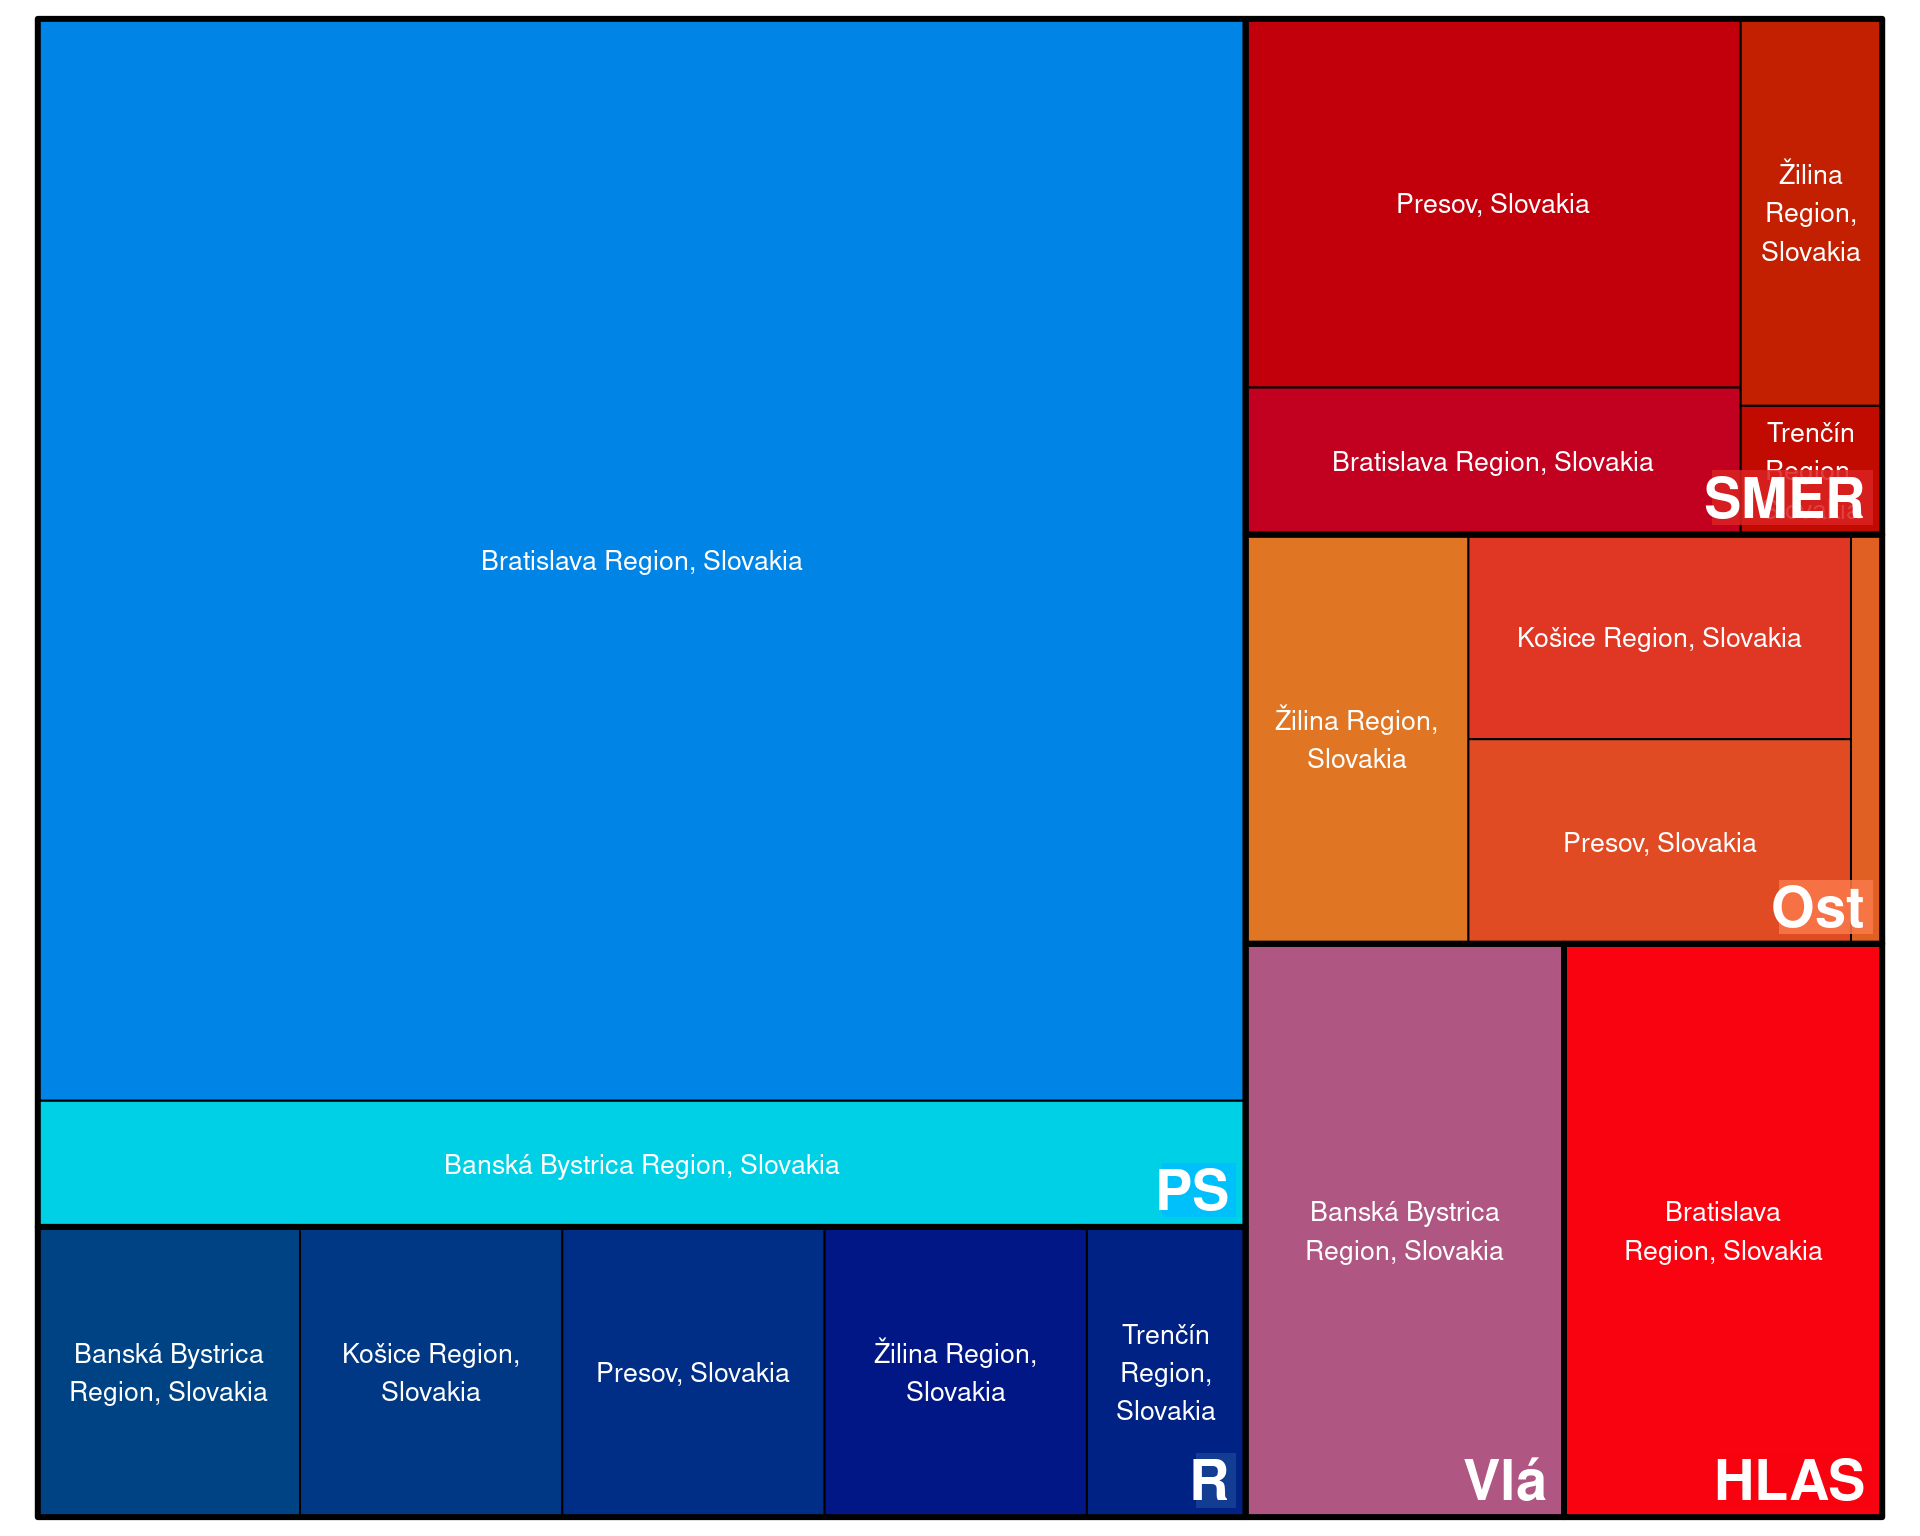 Bratislava Region, Slovakia
Banská Bystrica Region, Slovakia
PS
Banská Bystrica
Region, Slovakia
Košice Region,
Slovakia
Presov, Slovakia
Žilina Region,
Slovakia
Trenčín
Region,
Slovakia
R
Presov, Slovakia
Žilina
Region,
Slovakia
Bratislava Region, Slovakia
Trenčín
Region,
SMER
Žilina Region,
Slovakia
Košice Region, Slovakia
Presov, Slovakia
Ost
Banská Bystrica
Region, Slovakia
Vlá
Bratislava
Region, Slovakia
HLAS